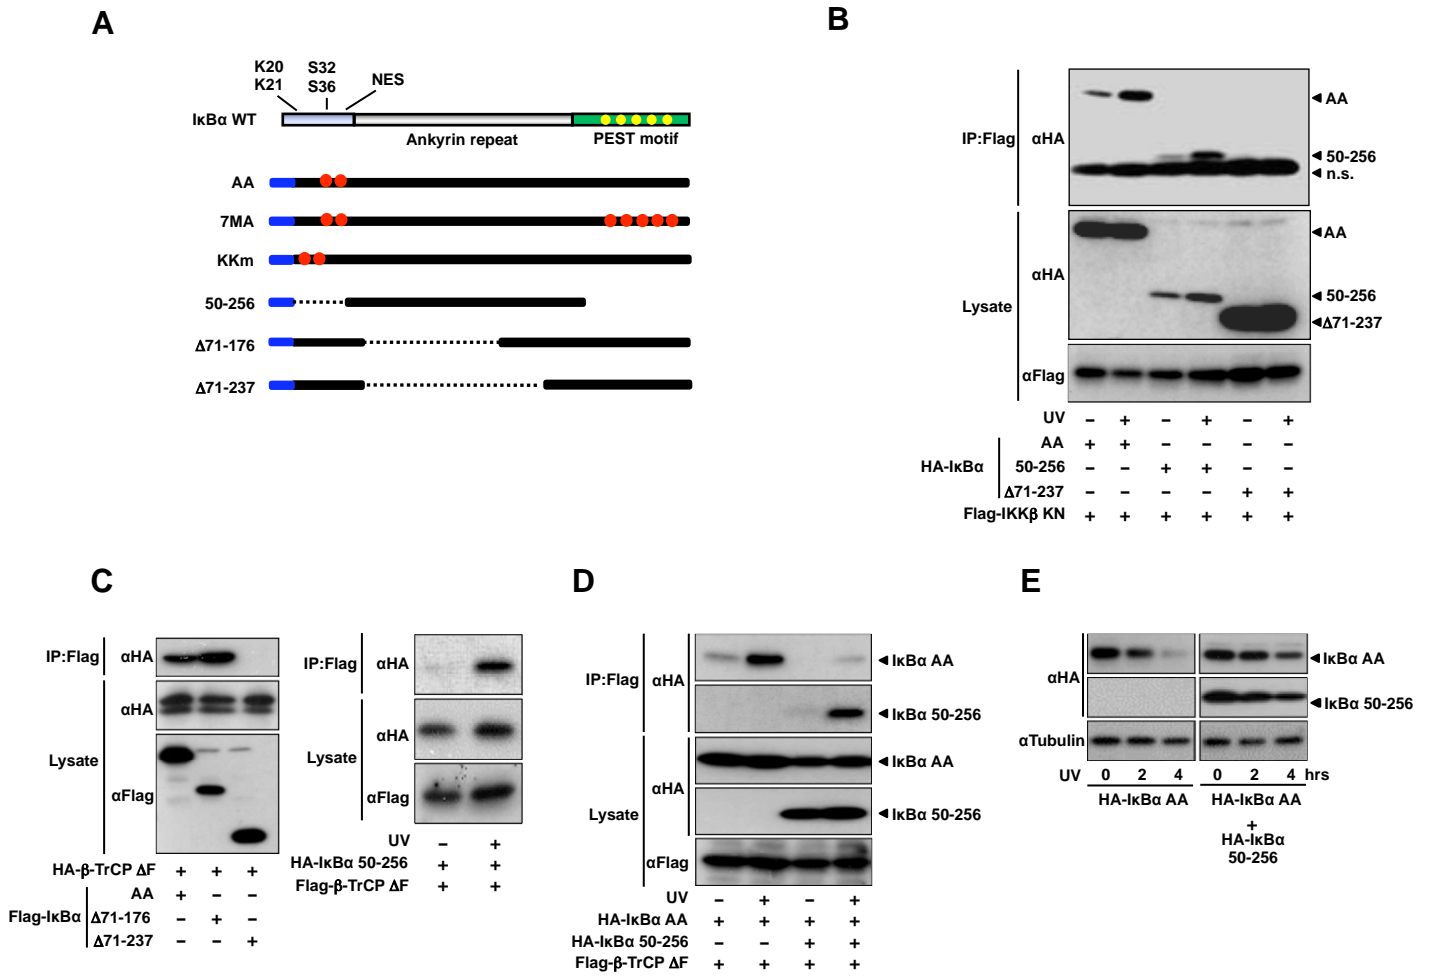 A
K20 S32
K21 S36 NES
IκBα WT
Ankyrin repeat PEST motif
AA
7MA
KKm
50-256
Δ71-176
Δ71-237
B
IP:Flag αHA
AA
50-256
n.s.
Lysate
αHA
AA
50-256
Δ71-237
αFlag
UV − + − + − +
HA-IκBα
AA + + − − − −
50-256 − − + + − −
Δ71-237 − − − − + +
Flag-IKKβ KN + + + + + +
C
IP:Flag αHA
Lysate
αHA
αFlag
HA-β-TrCP ΔF + + +
Flag-IκBα
AA + − −
Δ71-176 − + −
Δ71-237 − − +
IP:Flag αHA
Lysate
αHA
αFlag
UV − +
HA-IκBα 50-256 + +
Flag-β-TrCP ΔF + +
D
IP:Flag αHA
IκBα AA
IκBα 50-256
Lysate
αHA
IκBα AA
IκBα 50-256
αFlag
UV − + − +
HA-IκBα AA + + + +
HA-IκBα 50-256 − − + +
Flag-β-TrCP ΔF + + + +
E
αHA
IκBα AA
IκBα 50-256
αTubulin
UV 0 2 4 0 2 4 hrs
HA-IκBα AA HA-IκBα AA
+
HA-IκBα
50-256